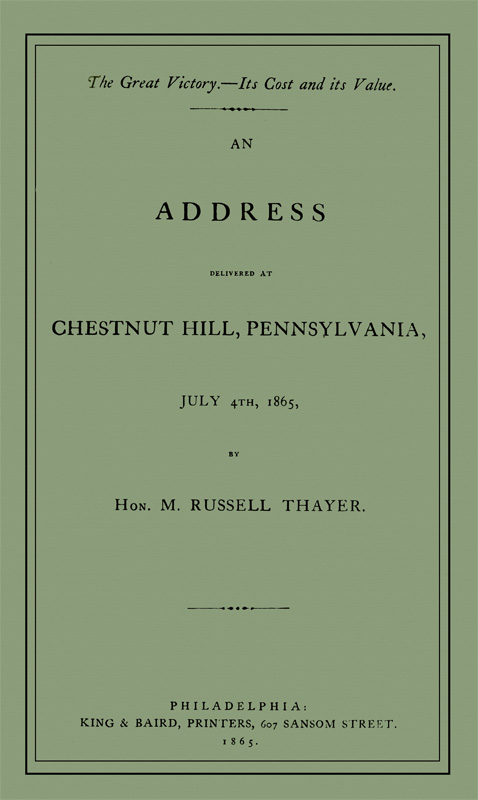 The Great Victory.—Its Cost and its Value.
AN
ADDRESS
DELIVERED AT
CHESTNUT HILL, PENNSYLVANIA,
JULY 4TH, 1865,
BY
Hon. M. RUSSELL THAYER.
PHILADELPHIA:
KING & BAIRD, PRINTERS, 607 SANSOM STREET.
1865.